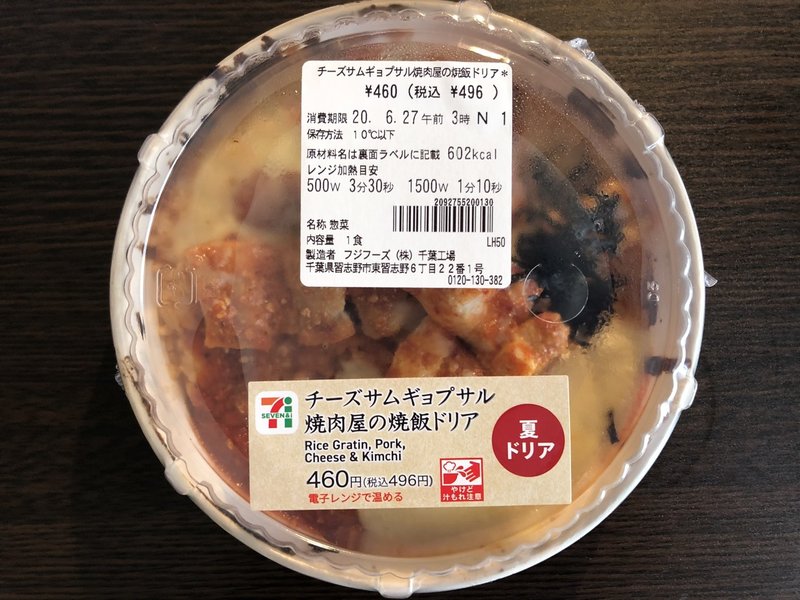 チーズサムギョプサル焼肉屋の焼飯ドリア*
¥460 (税込 ¥496 )
消費期限 20. 6.27午前 3時 N 1
保存方法 10℃以下
原材料名は裏面ラベルに記載 602kcal
レンジ加熱目安
500W 3分30秒 1500W 1分10秒
2092755200130
名称 惣菜
内容量 1食 LH50
製造者 フジフーズ(株)千葉工場
千葉県習志野市東習志野6丁目22番1号
0120-130-382
SEVEN&i
チーズサムギョプサル
焼肉屋の焼飯ドリア
Rice Gratin, Pork,
Cheese & Kimchi
460円(税込496円)
電子レンジで温める
やけど
汁もれ注意
夏
ドリア